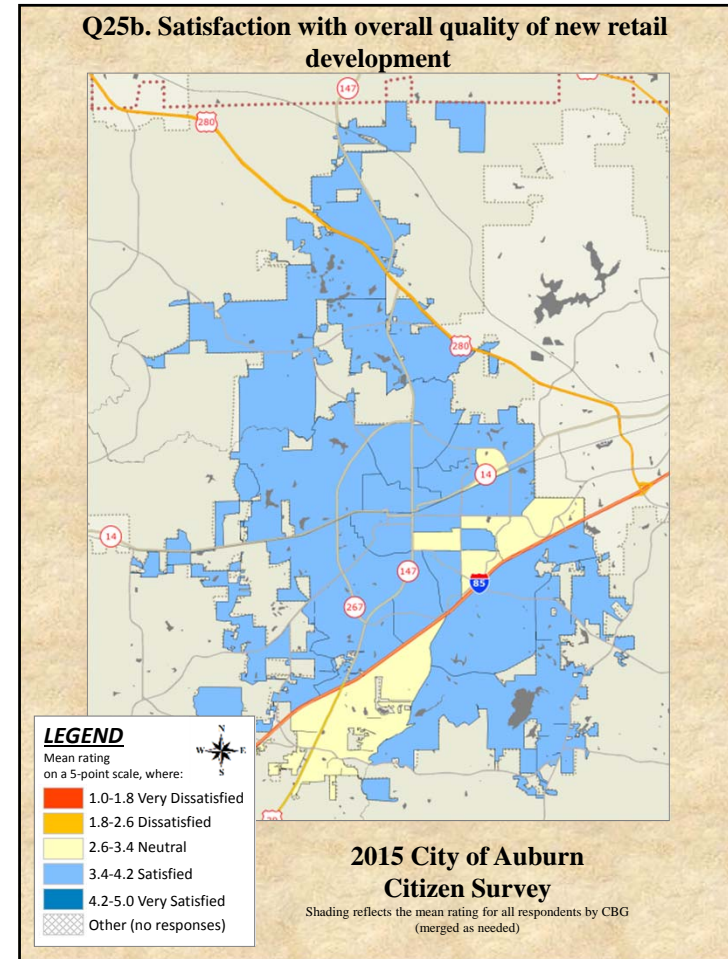 Q25b. Satisfaction with overall quality of new retail
development
147
280
280
14
14
147
85
267
LEGEND
Mean rating
on a 5-point scale, where:
N
W E
S
1.0-1.8 Very Dissatisfied
1.8-2.6 Dissatisfied
2.6-3.4 Neutral
3.4-4.2 Satisfied
4.2-5.0 Very Satisfied
Other (no responses)
2015 City of Auburn
Citizen Survey
Shading reflects the mean rating for all respondents by CBG
(merged as needed)